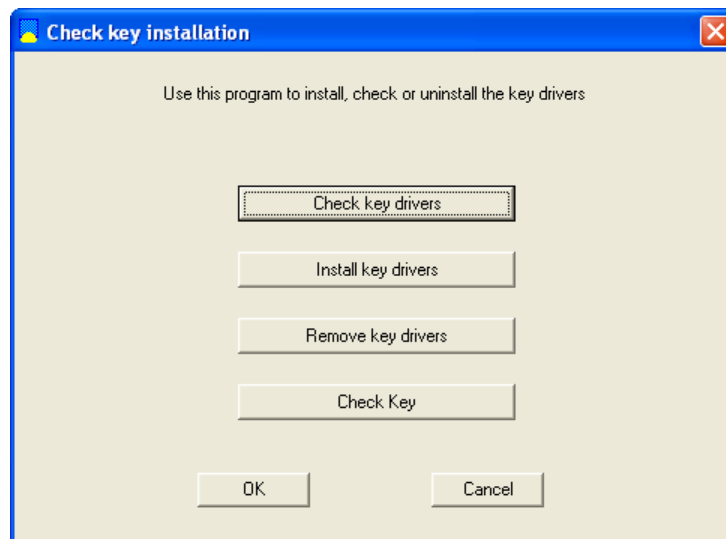 Check key installation
Use this program to install, check or uninstall the key drivers
Check key drivers
Install key drivers
Remove key drivers
Check Key
OK
Cancel